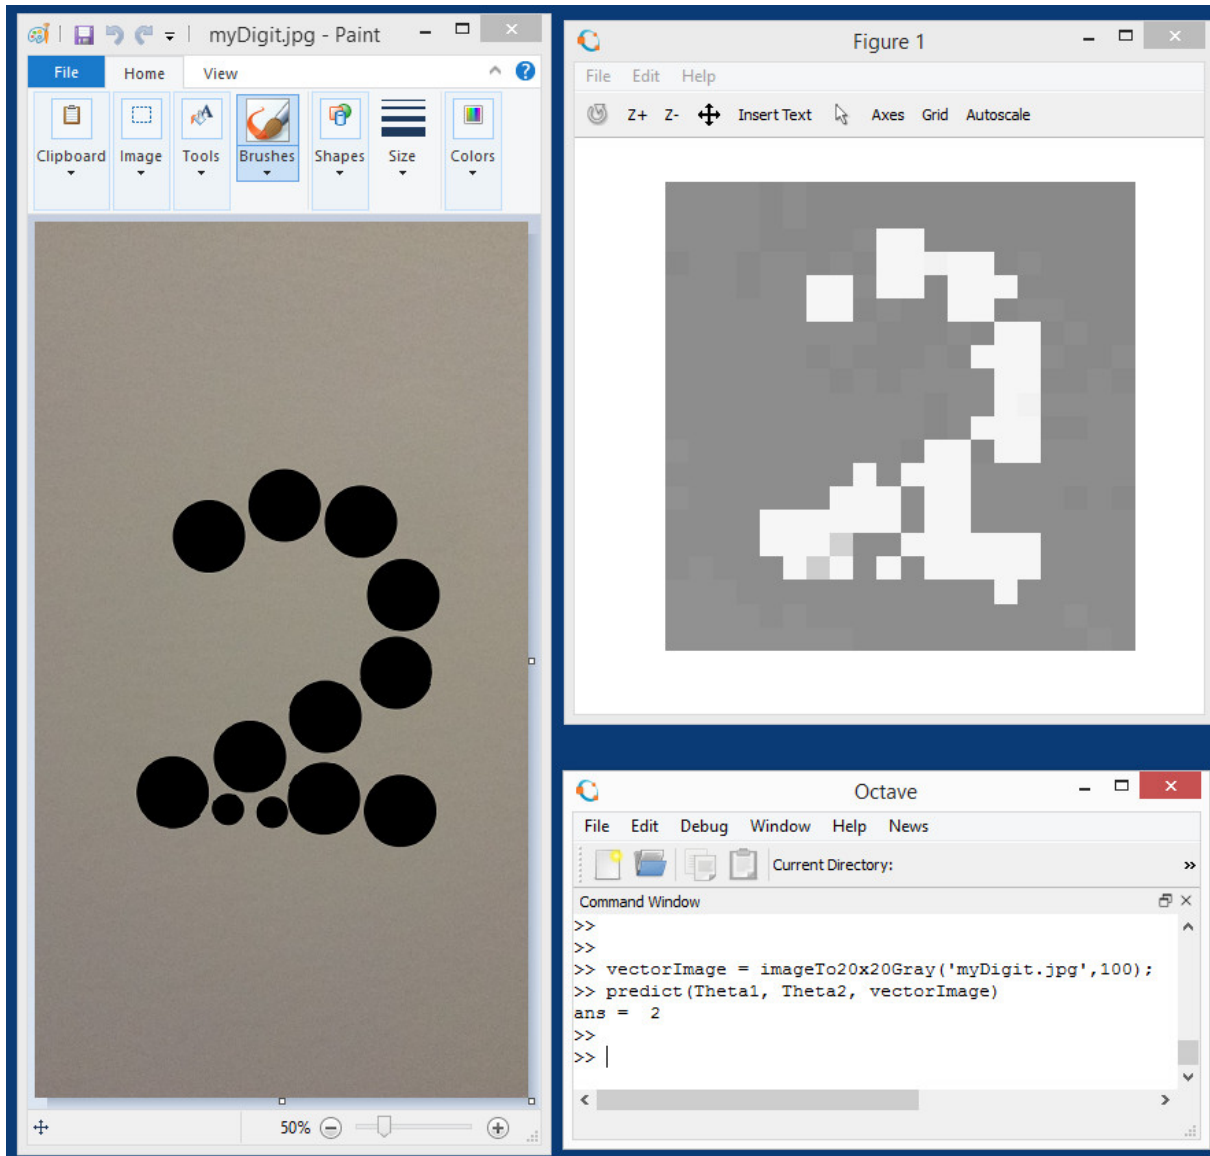 myDigit.jpg - Paint
File Home View
Clipboard Image Tools Brushes Shapes Size Colors
50%
Figure 1
File Edit Help
Z+ Z- Insert Text Axes Grid Autoscale
Octave
File Edit Debug Window Help News
Current Directory: »
Command Window
>>
>>
>> vectorImage = imageTo20x20Gray('myDigit.jpg',100);
>> predict(Theta1, Theta2, vectorImage)
ans = 2
>>
>>